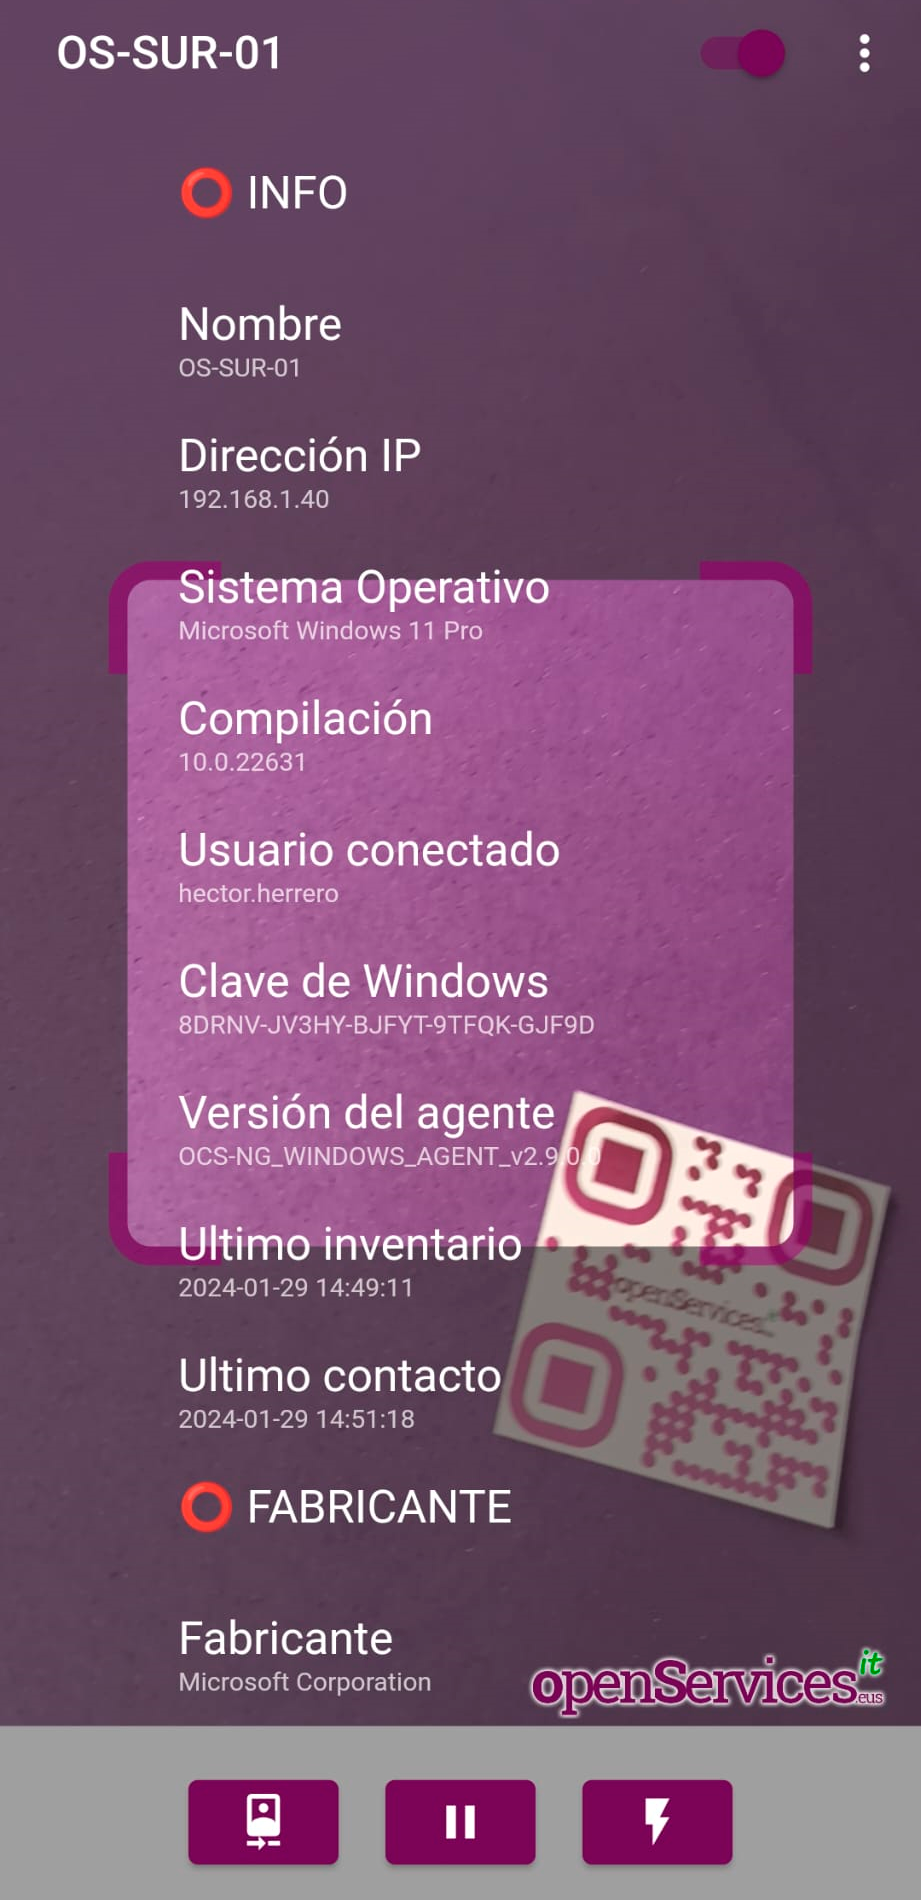 OS-SUR-01
INFO
Nombre
OS-SUR-01
Dirección IP
192.168.1.40
Sistema Operativo
Microsoft Windows 11 Pro
Compilación
10.0.22631
Usuario conectado
hector.herrero
Clave de Windows
8DRNV-JV3HY-BJFYT-9TFQK-GJF9D
Versión del agente
OCS-NG_WINDOWS_AGENT_v2.9.0.0
Ultimo inventario
2024-01-29 14:49:11
openServices
Ultimo contacto
2024-01-29 14:51:18
FABRICANTE
Fabricante
Microsoft Corporation
openServices it .eus